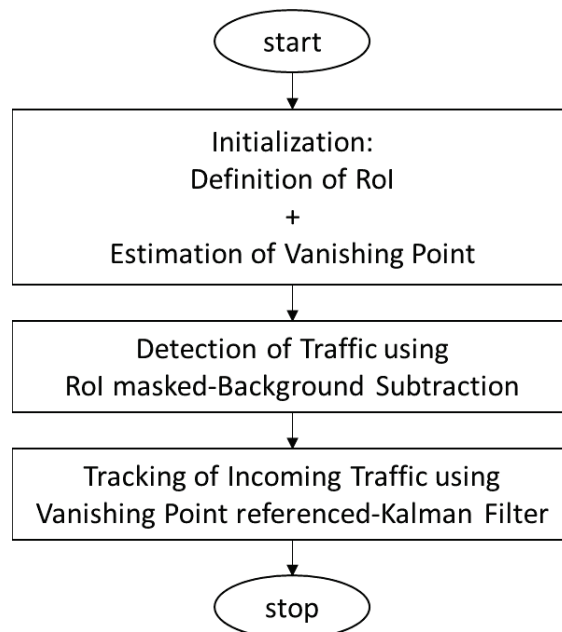 start
Initialization:
Definition of RoI
+
Estimation of Vanishing Point
Detection of Traffic using
RoI masked-Background Subtraction
Tracking of Incoming Traffic using
Vanishing Point referenced-Kalman Filter
stop